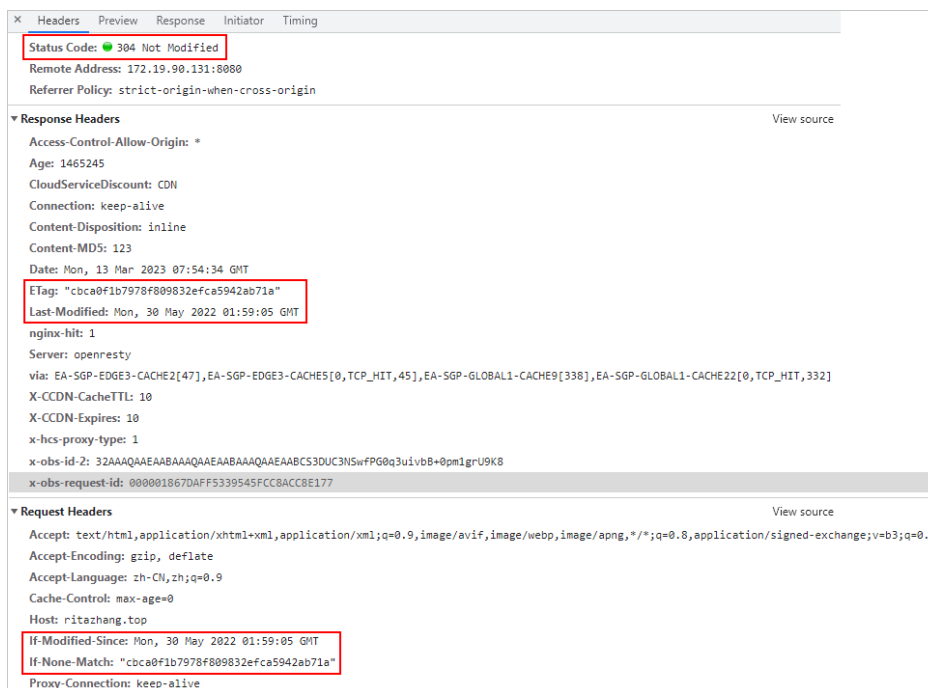 × Headers Preview Response Initiator Timing
Status Code: 304 Not Modified
Remote Address: 172.19.90.131:8080
Referrer Policy: strict-origin-when-cross-origin
▼ Response Headers View source
Access-Control-Allow-Origin: *
Age: 1465245
CloudServiceDiscount: CDN
Connection: keep-alive
Content-Disposition: inline
Content-MD5: 123
Date: Mon, 13 Mar 2023 07:54:34 GMT
ETag: "cbca0f1b7978f809832efca5942ab71a"
Last-Modified: Mon, 30 May 2022 01:59:05 GMT
nginx-hit: 1
Server: openresty
via: EA-SGP-EDGE3-CACHE2[47],EA-SGP-EDGE3-CACHE5[0,TCP_HIT,45],EA-SGP-GLOBAL1-CACHE9[338],EA-SGP-GLOBAL1-CACHE22[0,TCP_HIT,332]
X-CCDN-CacheTTL: 10
X-CCDN-Expires: 10
x-hcs-proxy-type: 1
x-obs-id-2: 32AAAQAAEAABAAAQAAEAABAAAQAAEAABCS3DUC3NSwfPG0q3uivbB+0pm1grU9K8
x-obs-request-id: 000001867DAFF5339545FCC8ACC8E177
▼ Request Headers View source
Accept: text/html,application/xhtml+xml,application/xml;q=0.9,image/avif,image/webp,image/apng,*/*;q=0.8,application/signed-exchange;v=b3;q=0.
Accept-Encoding: gzip, deflate
Accept-Language: zh-CN,zh;q=0.9
Cache-Control: max-age=0
Host: ritazhang.top
If-Modified-Since: Mon, 30 May 2022 01:59:05 GMT
If-None-Match: "cbca0f1b7978f809832efca5942ab71a"
Proxy-Connection: keep-alive